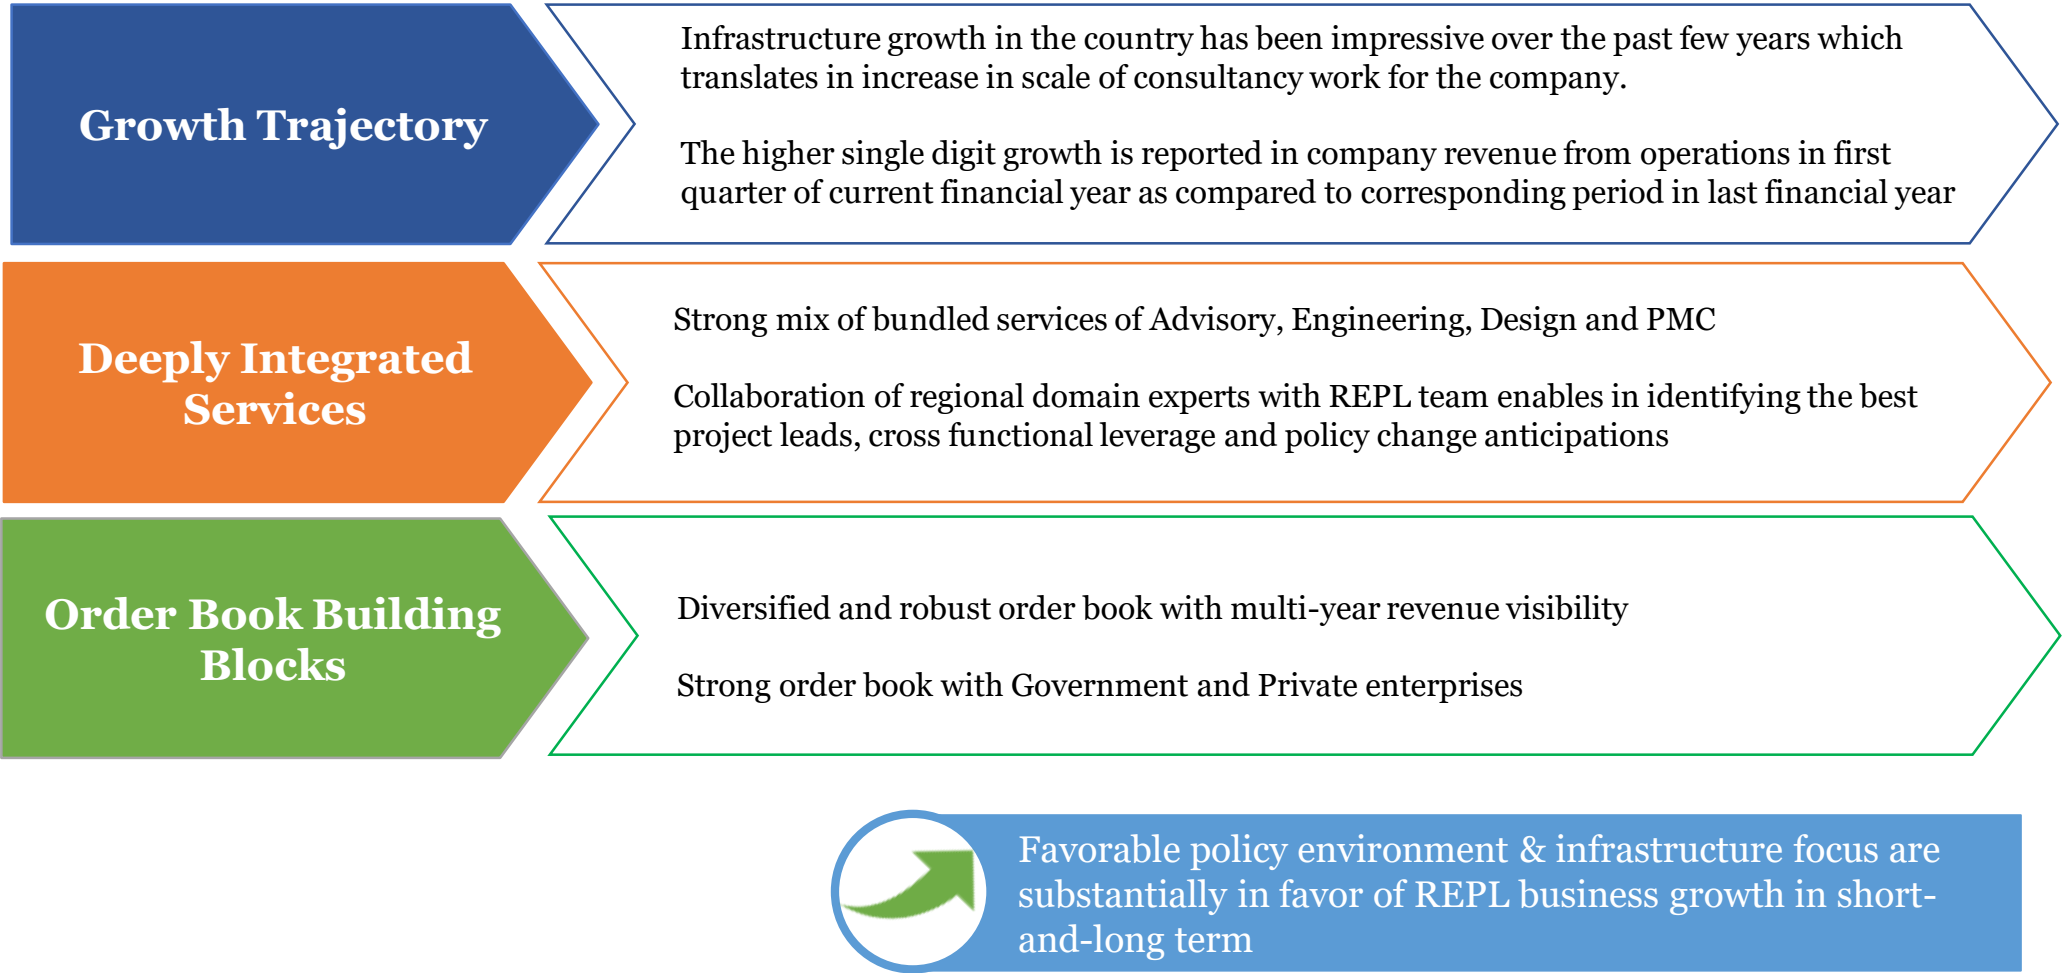 Growth Trajectory
Infrastructure growth in the country has been impressive over the past few years which
translates in increase in scale of consultancy work for the company.
The higher single digit growth is reported in company revenue from operations in first
quarter of current financial year as compared to corresponding period in last financial year
Deeply Integrated
Services
Strong mix of bundled services of Advisory, Engineering, Design and PMC
Collaboration of regional domain experts with REPL team enables in identifying the best
project leads, cross functional leverage and policy change anticipations
Order Book Building
Blocks
Diversified and robust order book with multi-year revenue visibility
Strong order book with Government and Private enterprises
Favorable policy environment & infrastructure focus are
substantially in favor of REPL business growth in short-
and-long term